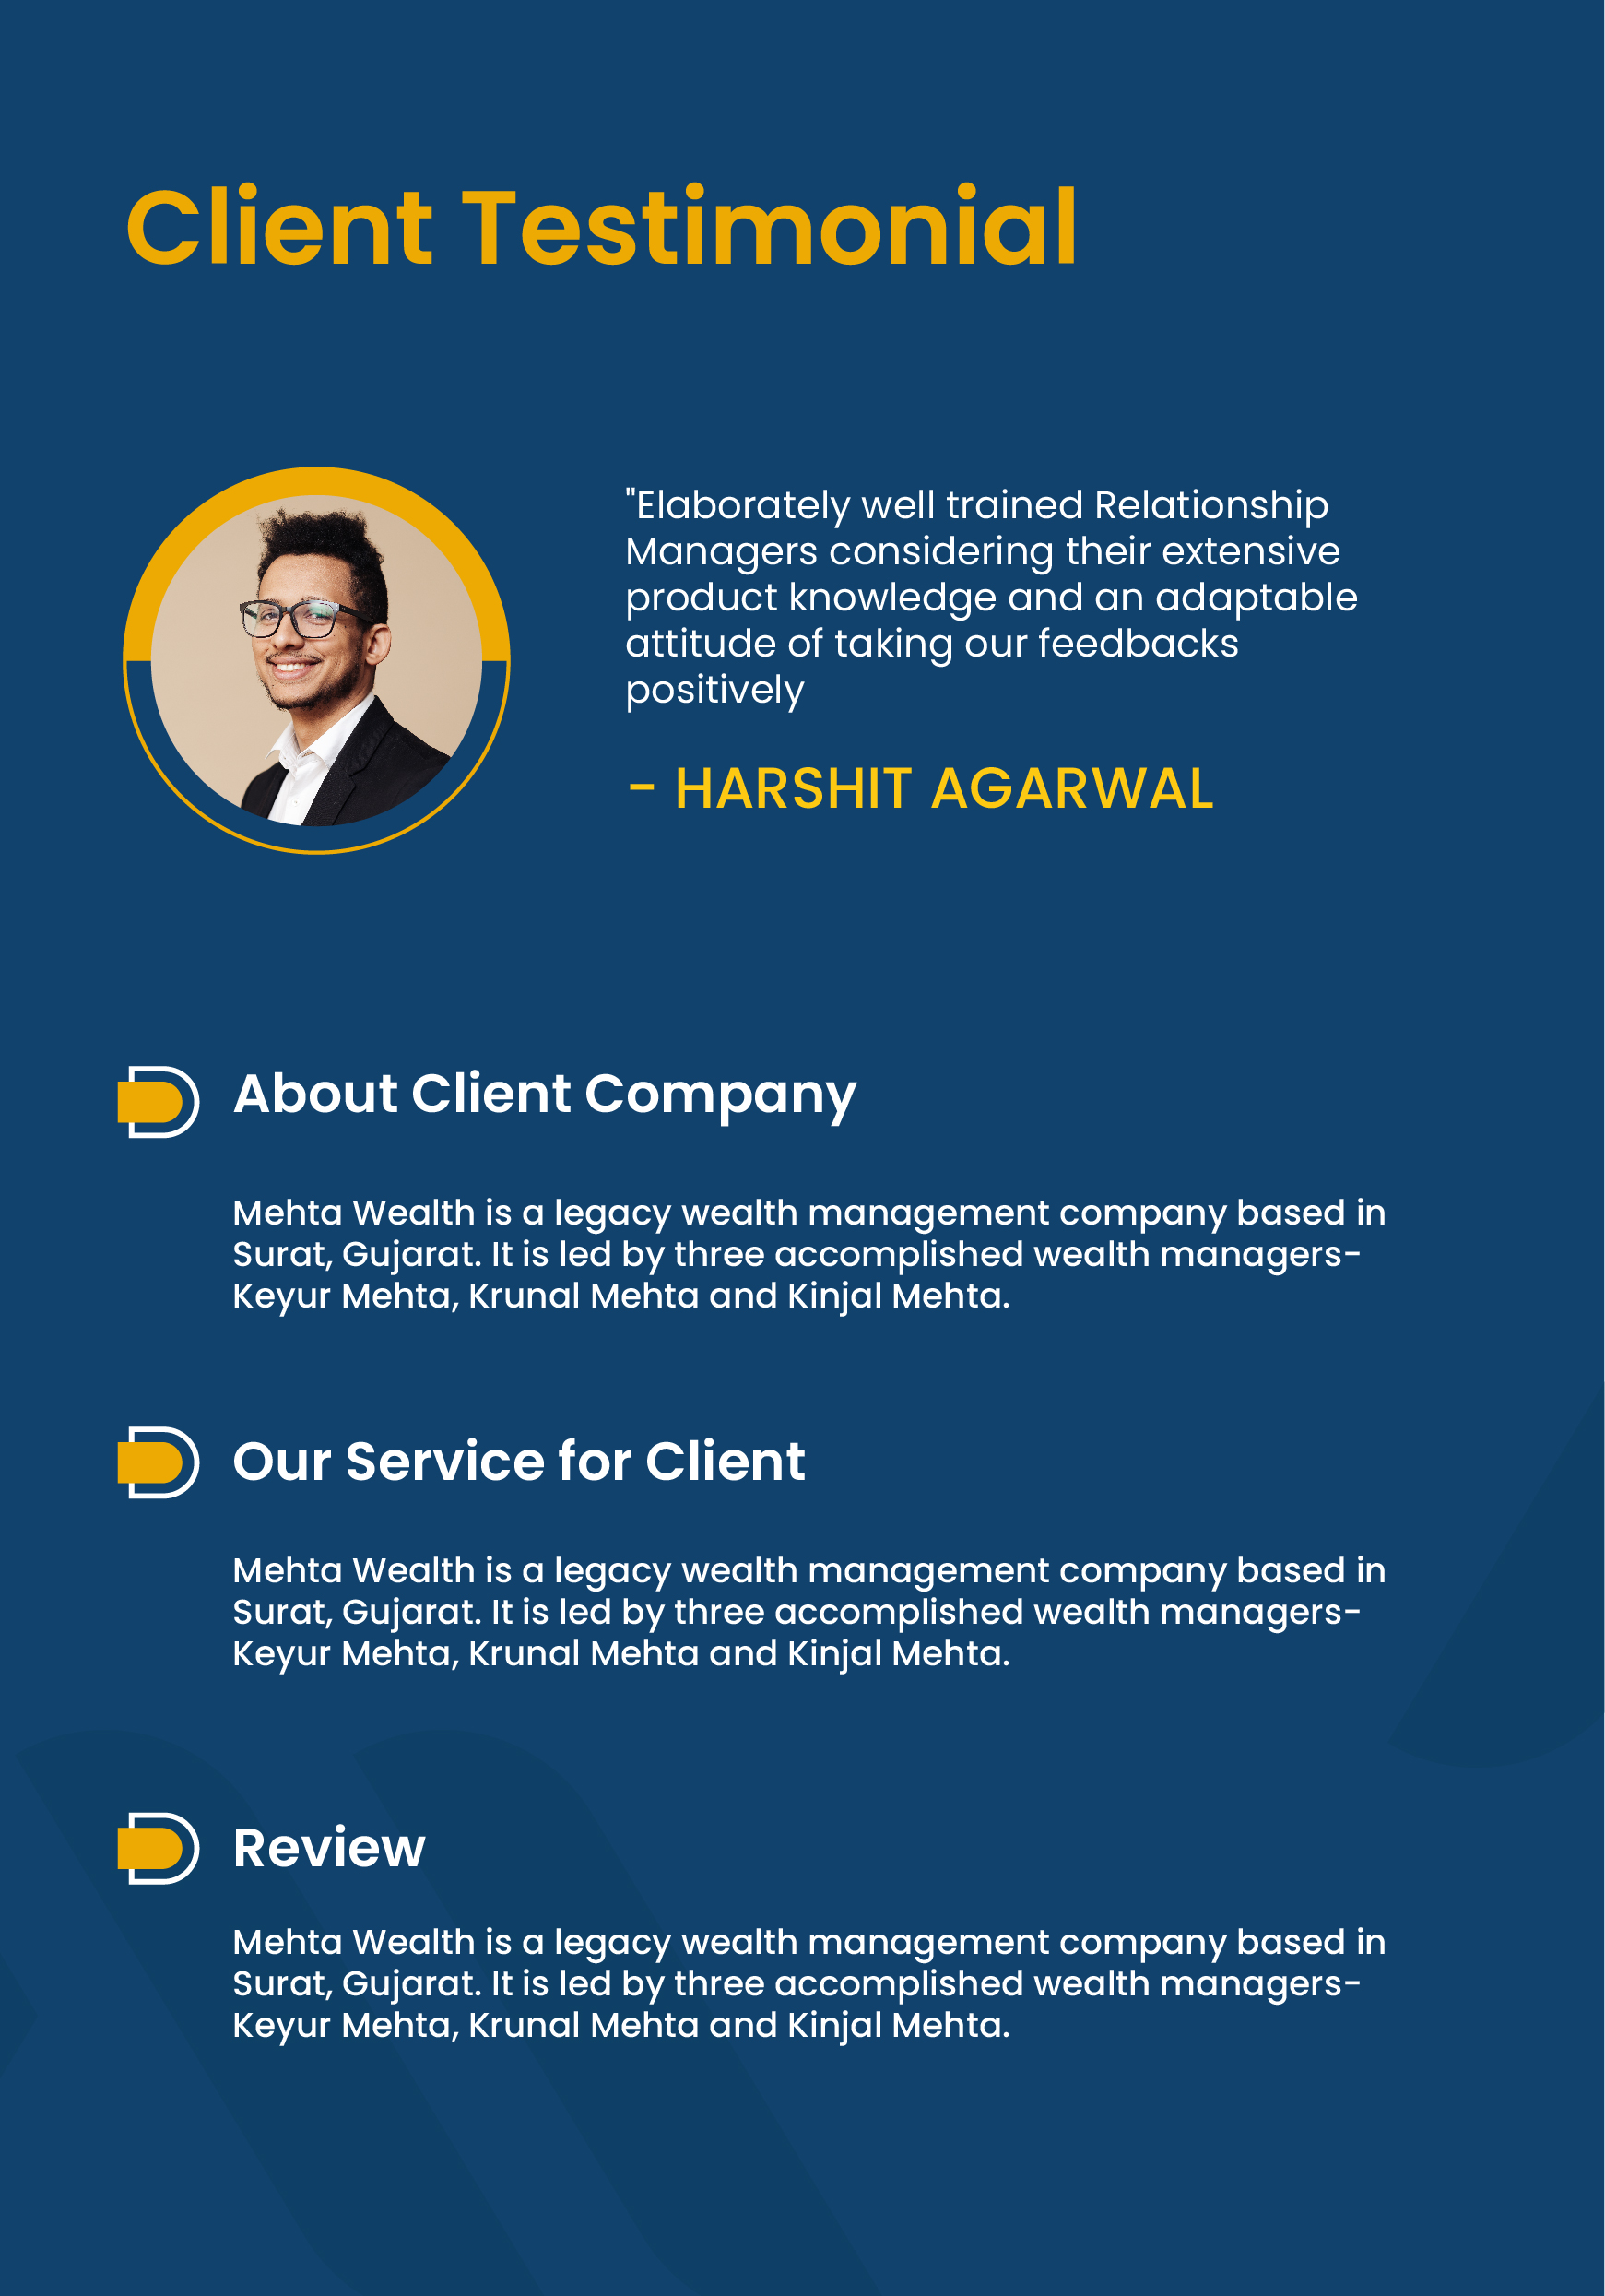 Client Testimonial
"Elaborately well trained Relationship
Managers considering their extensive
product knowledge and an adaptable
attitude of taking our feedbacks
positively
- HARSHIT AGARWAL
About Client Company
Mehta Wealth is a legacy wealth management company based in
Surat, Gujarat. It is led by three accomplished wealth managers-
Keyur Mehta, Krunal Mehta and Kinjal Mehta.
Our Service for Client
Mehta Wealth is a legacy wealth management company based in
Surat, Gujarat. It is led by three accomplished wealth managers-
Keyur Mehta, Krunal Mehta and Kinjal Mehta.
Review
Mehta Wealth is a legacy wealth management company based in
Surat, Gujarat. It is led by three accomplished wealth managers-
Keyur Mehta, Krunal Mehta and Kinjal Mehta.